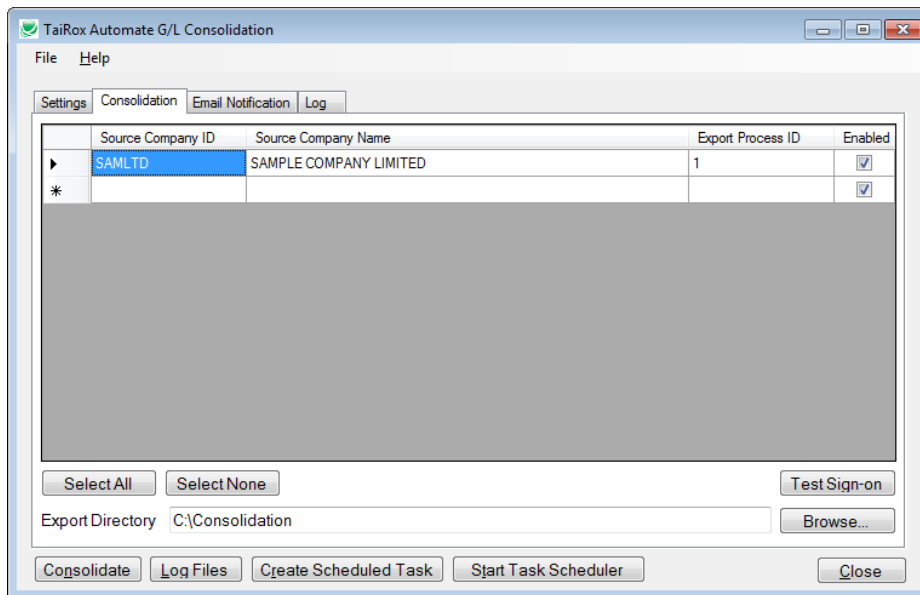 TaiRox Automate G/L Consolidation
File Help
Settings Consolidation Email Notification Log
Source Company ID Source Company Name Export Process ID Enabled
SAMLTD SAMPLE COMPANY LIMITED 1
Select All Select None Test Sign-on
Export Directory C:\Consolidation Browse...
Consolidate Log Files Create Scheduled Task Start Task Scheduler Close